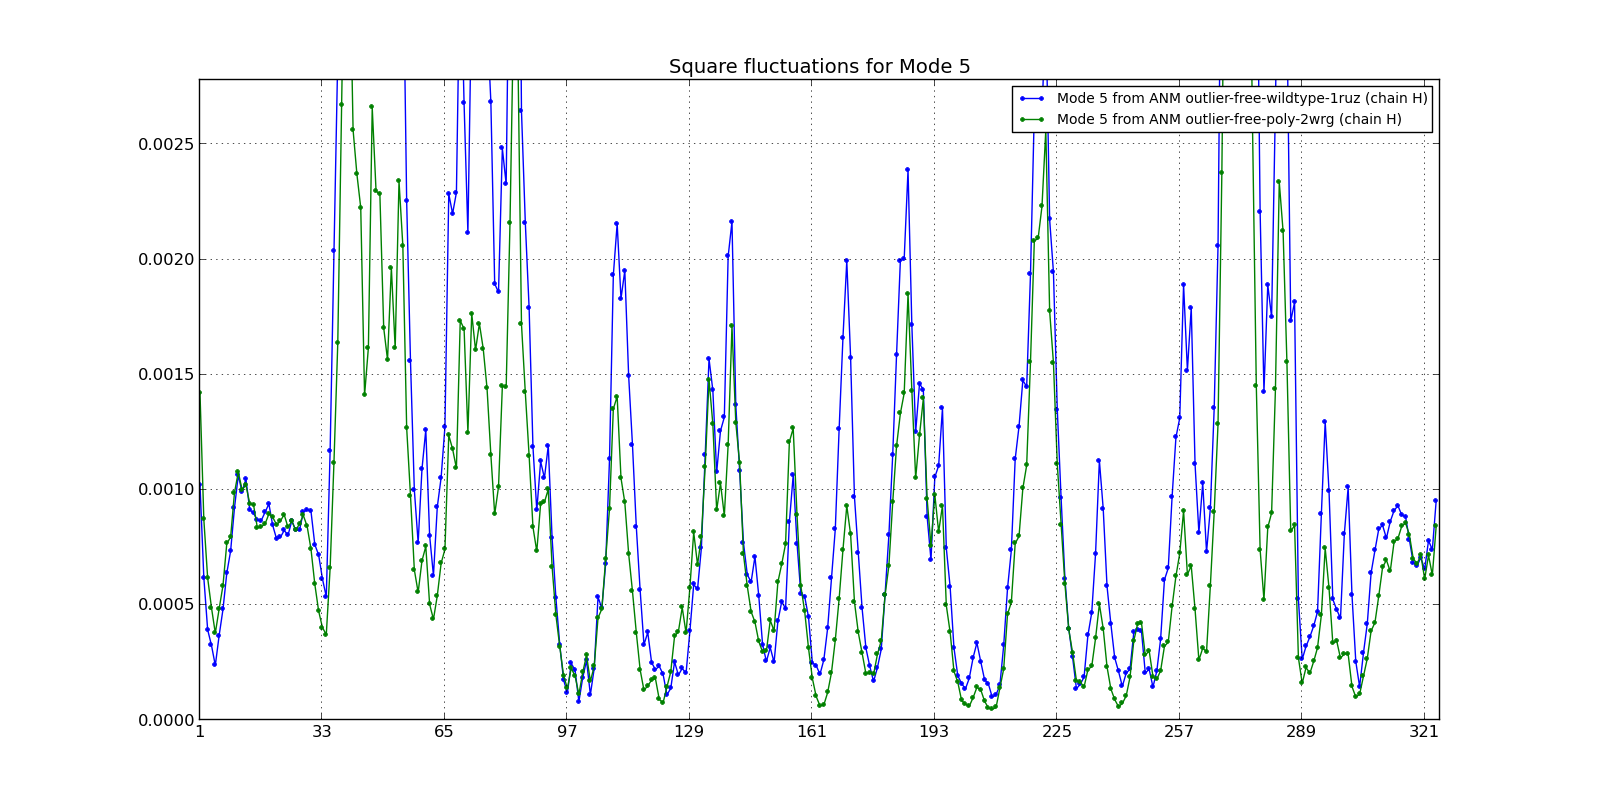 Square fluctuations for Mode 5
Mode 5 from ANM outlier-free-wildtype-1ruz (chain H)
Mode 5 from ANM outlier-free-poly-2wrg (chain H)
0.0025
0.0020
0.0015
0.0010
0.0005
0.0000
1 33 65 97 129 161 193 225 257 289 321